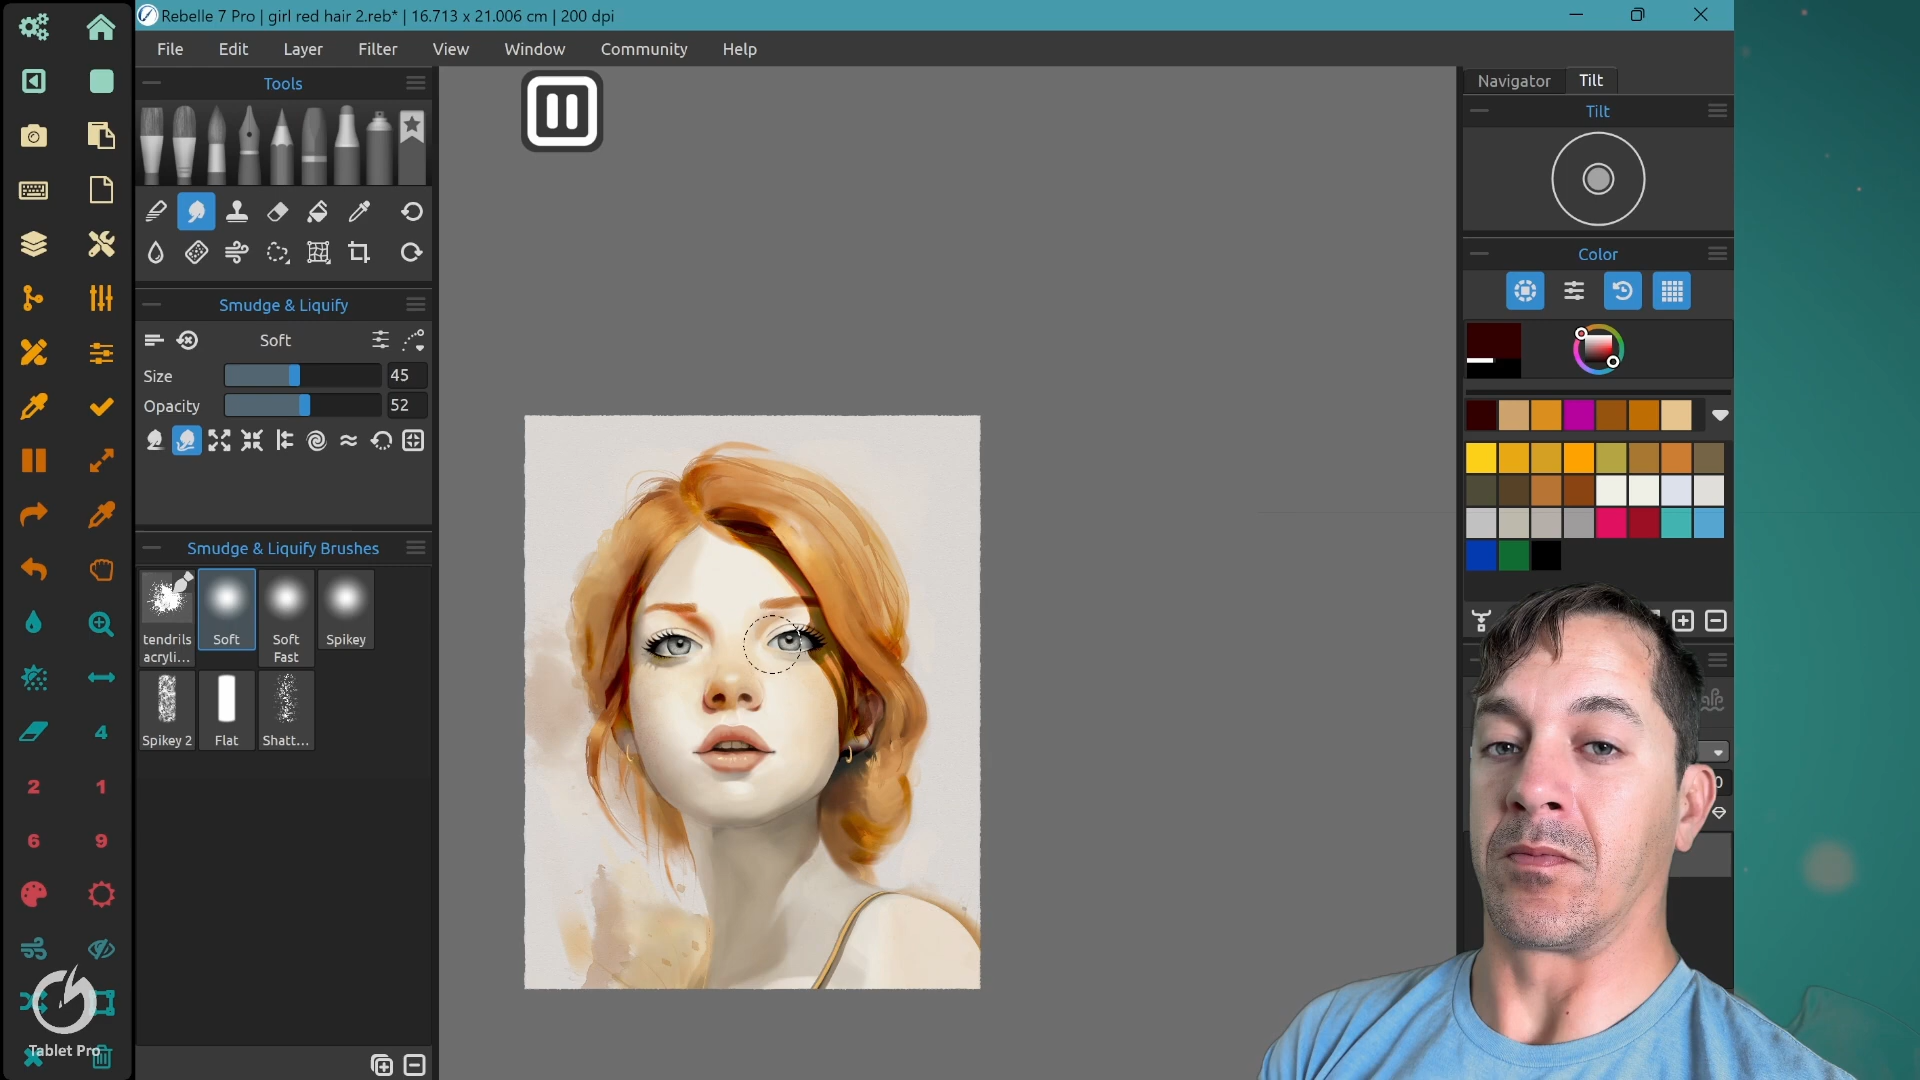 Rebelle 7 Pro | girl red hair 2.reb* | 16.713 x 21.006 cm | 200 dpi
File Edit Layer Filter View Window Community Help
Tools
Smudge & Liquify
Soft
Size 45
Opacity 52
Smudge & Liquify Brushes
tendrils acryli...
Soft
Soft Fast
Spikey
Spikey 2
Flat
Shatt...
Navigator Tilt
Tilt
Color
4
2 1
6 9
Tablet Pro